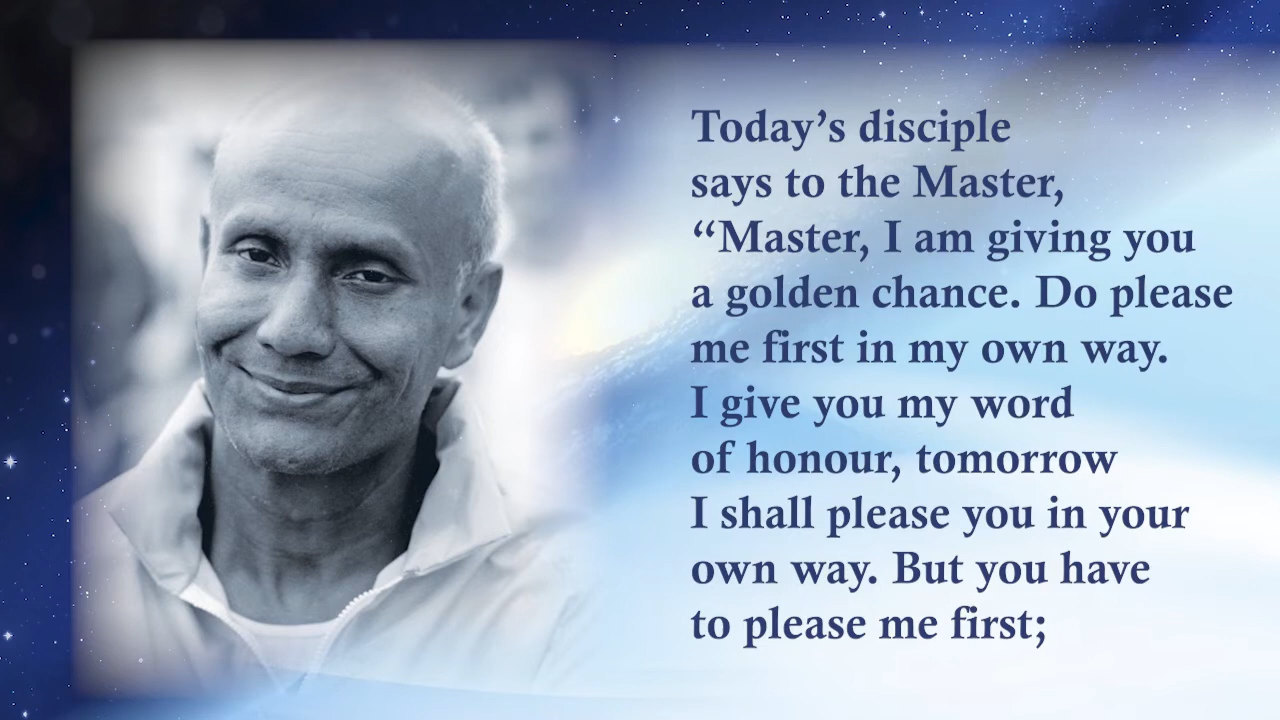 Today’s disciple
says to the Master,
“Master, I am giving you
a golden chance. Do please
me first in my own way.
I give you my word
of honour, tomorrow
I shall please you in your
own way. But you have
to please me first;